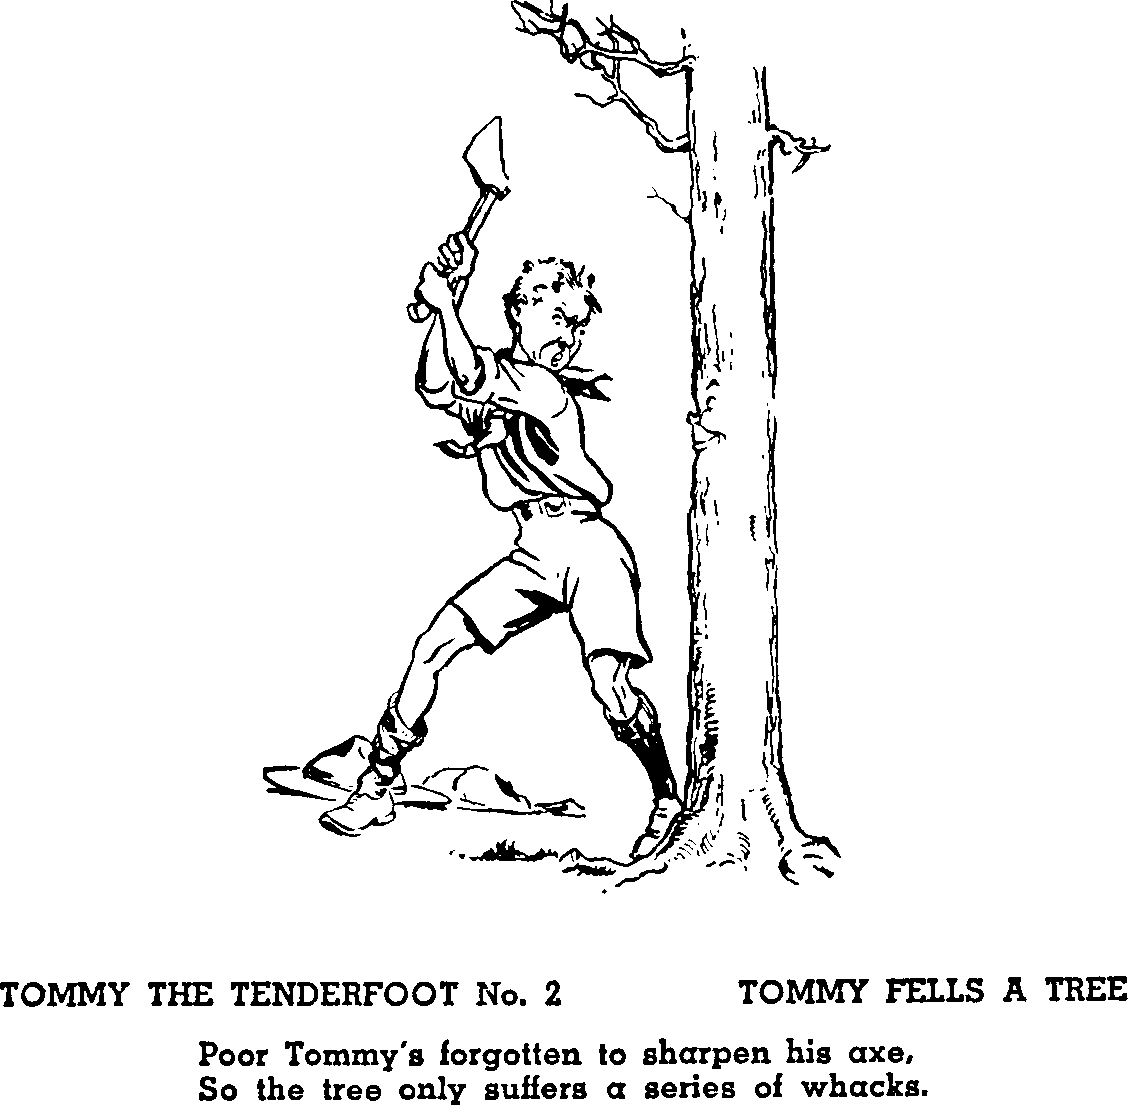 TOMMY THE TENDERFOOT No. 2 TOMMY FELLS A TREE
Poor Tommy's forgotten to sharpen his axe,
So the tree only suffers a series of whacks.